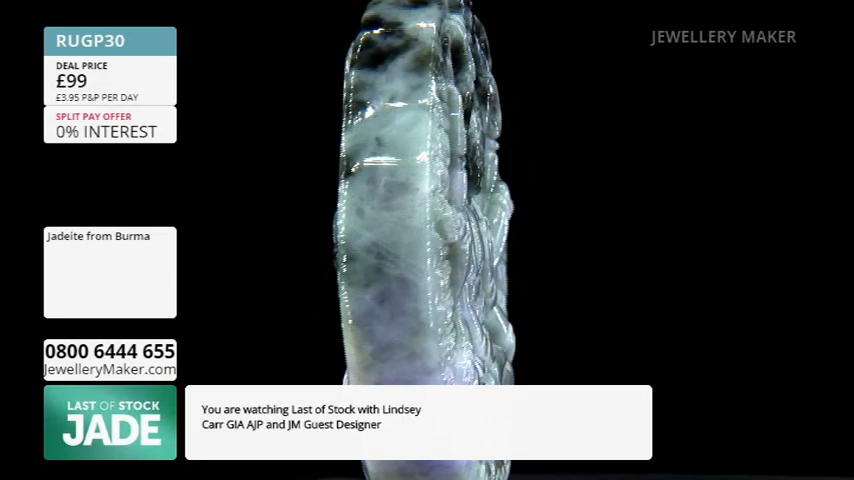 RUGP30
DEAL PRICE
£99
£3.95 P&P PER DAY
SPLIT PAY OFFER
0% INTEREST
JEWELLERY MAKER
Jadeite from Burma
0800 6444 655
JewelleryMaker.com
LAST OF STOCK
JADE
You are watching Last of Stock with Lindsey
Carr GIA AJP and JM Guest Designer